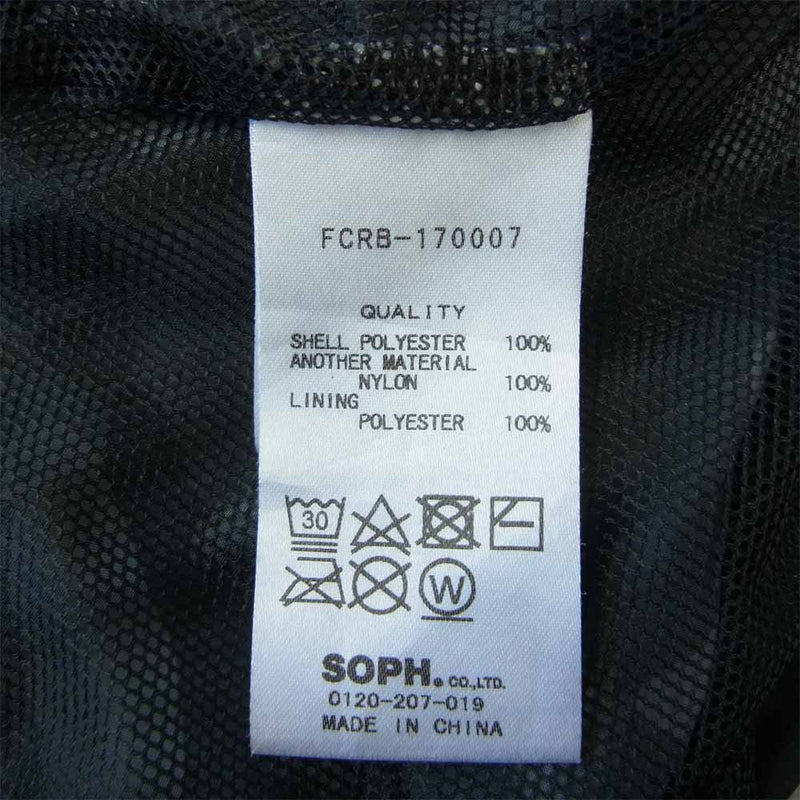 FCRB-170007
QUALITY
SHELL POLYESTER 100%
ANOTHER MATERIAL
NYLON 100%
LINING
POLYESTER 100%
30
W
SOPH. CO.,LTD.
0120-207-019
MADE IN CHINA